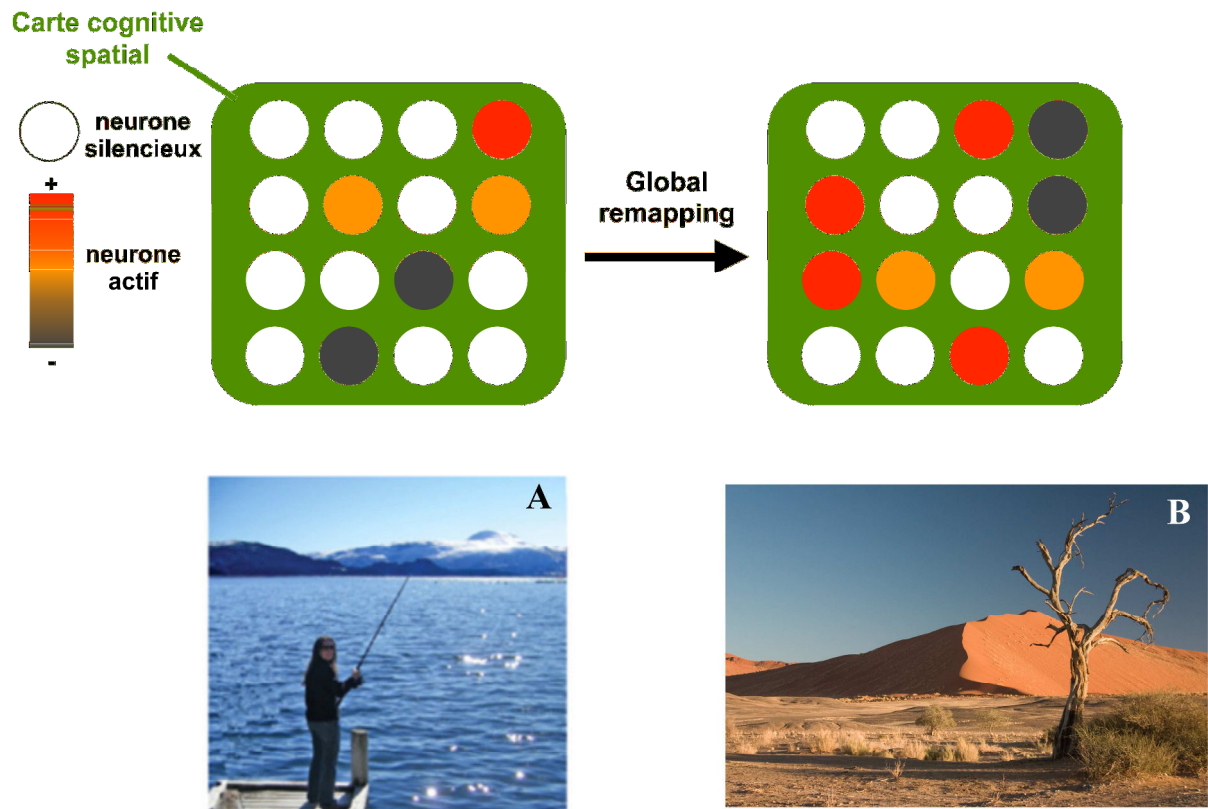 Carte cognitive
spatial
neurone
silencieux
+
neurone
actif
-
Global
remapping
A
B